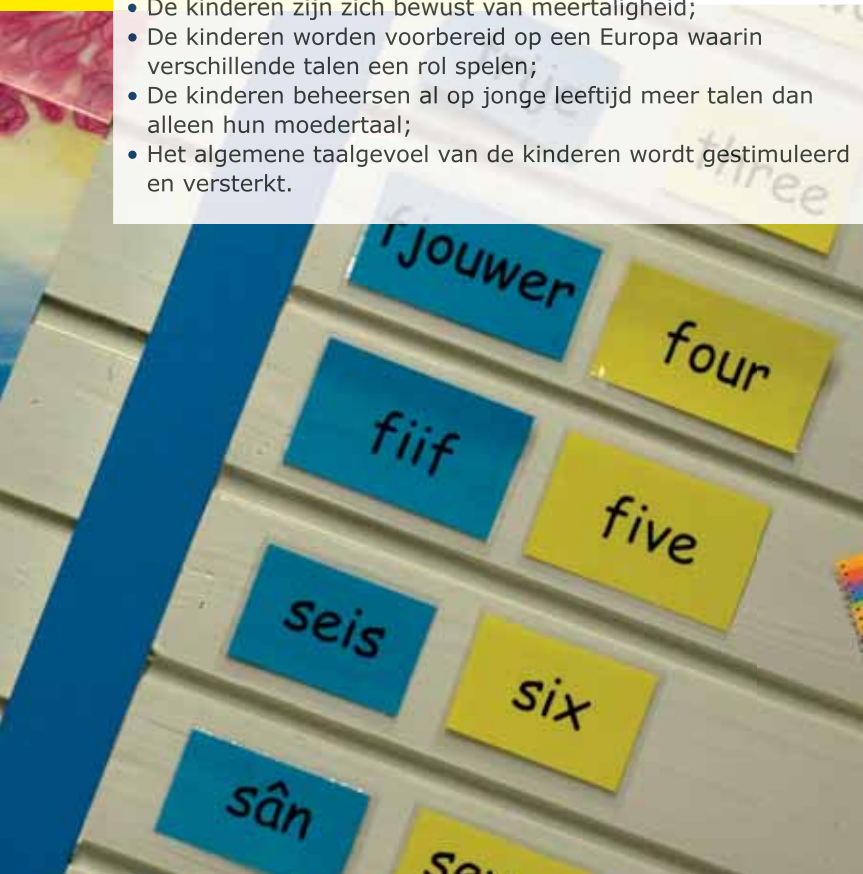 • De kinderen zijn zich bewust van meertaligheid;
• De kinderen worden voorbereid op een Europa waarin
verschillende talen een rol spelen;
• De kinderen beheersen al op jonge leeftijd meer talen dan
alleen hun moedertaal;
• Het algemene taalgevoel van de kinderen wordt gestimuleerd
en versterkt.
trije
three
fjouwer
four
fiif
five
seis
six
sân